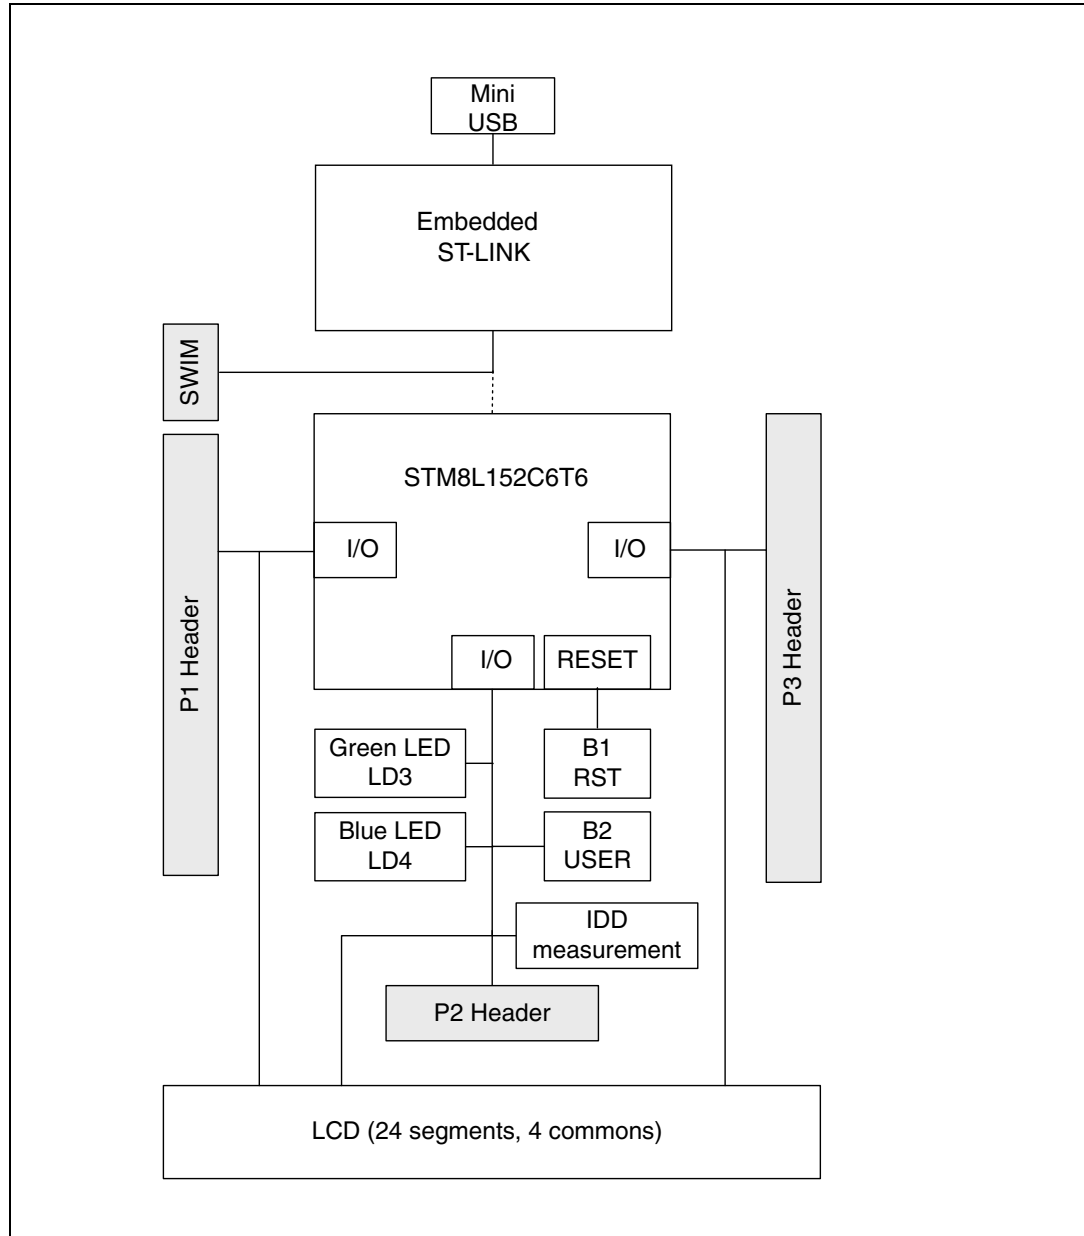 Mini
USB
Embedded
ST-LINK
SWIM
STM8L152C6T6
I/O
I/O
P1 Header
P3 Header
I/O
RESET
Green LED
LD3
B1
RST
Blue LED
LD4
B2
USER
IDD
measurement
P2 Header
LCD (24 segments, 4 commons)